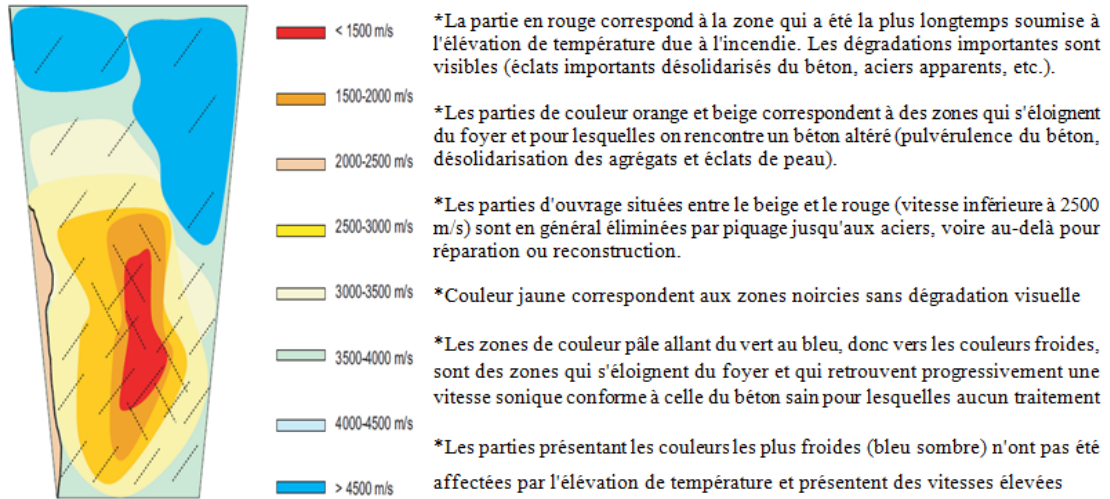 < 1500 m/s
1500-2000 m/s
2000-2500 m/s
2500-3000 m/s
3000-3500 m/s
3500-4000 m/s
4000-4500 m/s
> 4500 m/s
*La partie en rouge correspond à la zone qui a été la plus longtemps soumise à
l'élévation de température due à l'incendie. Les dégradations importantes sont
visibles (éclats importants désolidarisés du béton, aciers apparents, etc.).
*Les parties de couleur orange et beige correspondent à des zones qui s'éloignent
du foyer et pour lesquelles on rencontre un béton altéré (pulvérulence du béton,
désolidarisation des agrégats et éclats de peau).
*Les parties d'ouvrage situées entre le beige et le rouge (vitesse inférieure à 2500
m/s) sont en général éliminées par piquage jusqu'aux aciers, voire au-delà pour
réparation ou reconstruction.
*Couleur jaune correspondent aux zones noircies sans dégradation visuelle
*Les zones de couleur pâle allant du vert au bleu, donc vers les couleurs froides,
sont des zones qui s'éloignent du foyer et qui retrouvent progressivement une
vitesse sonique conforme à celle du béton sain pour lesquelles aucun traitement
*Les parties présentant les couleurs les plus froides (bleu sombre) n'ont pas été
affectées par l'élévation de température et présentent des vitesses élevées